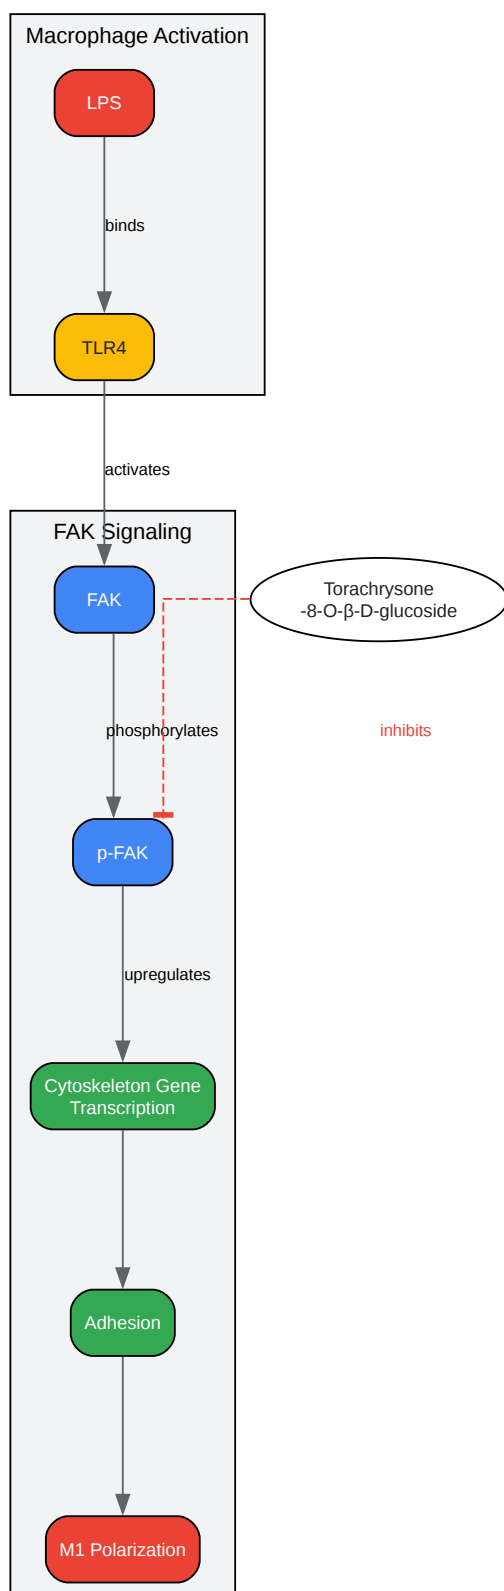 Macrophage Activation
LPS
binds
TLR4
activates
FAK Signaling
FAK
Torachrysone
-8-O-β-D-glucoside
phosphorylates
inhibits
p-FAK
upregulates
Cytoskeleton Gene
Transcription
Adhesion
M1 Polarization